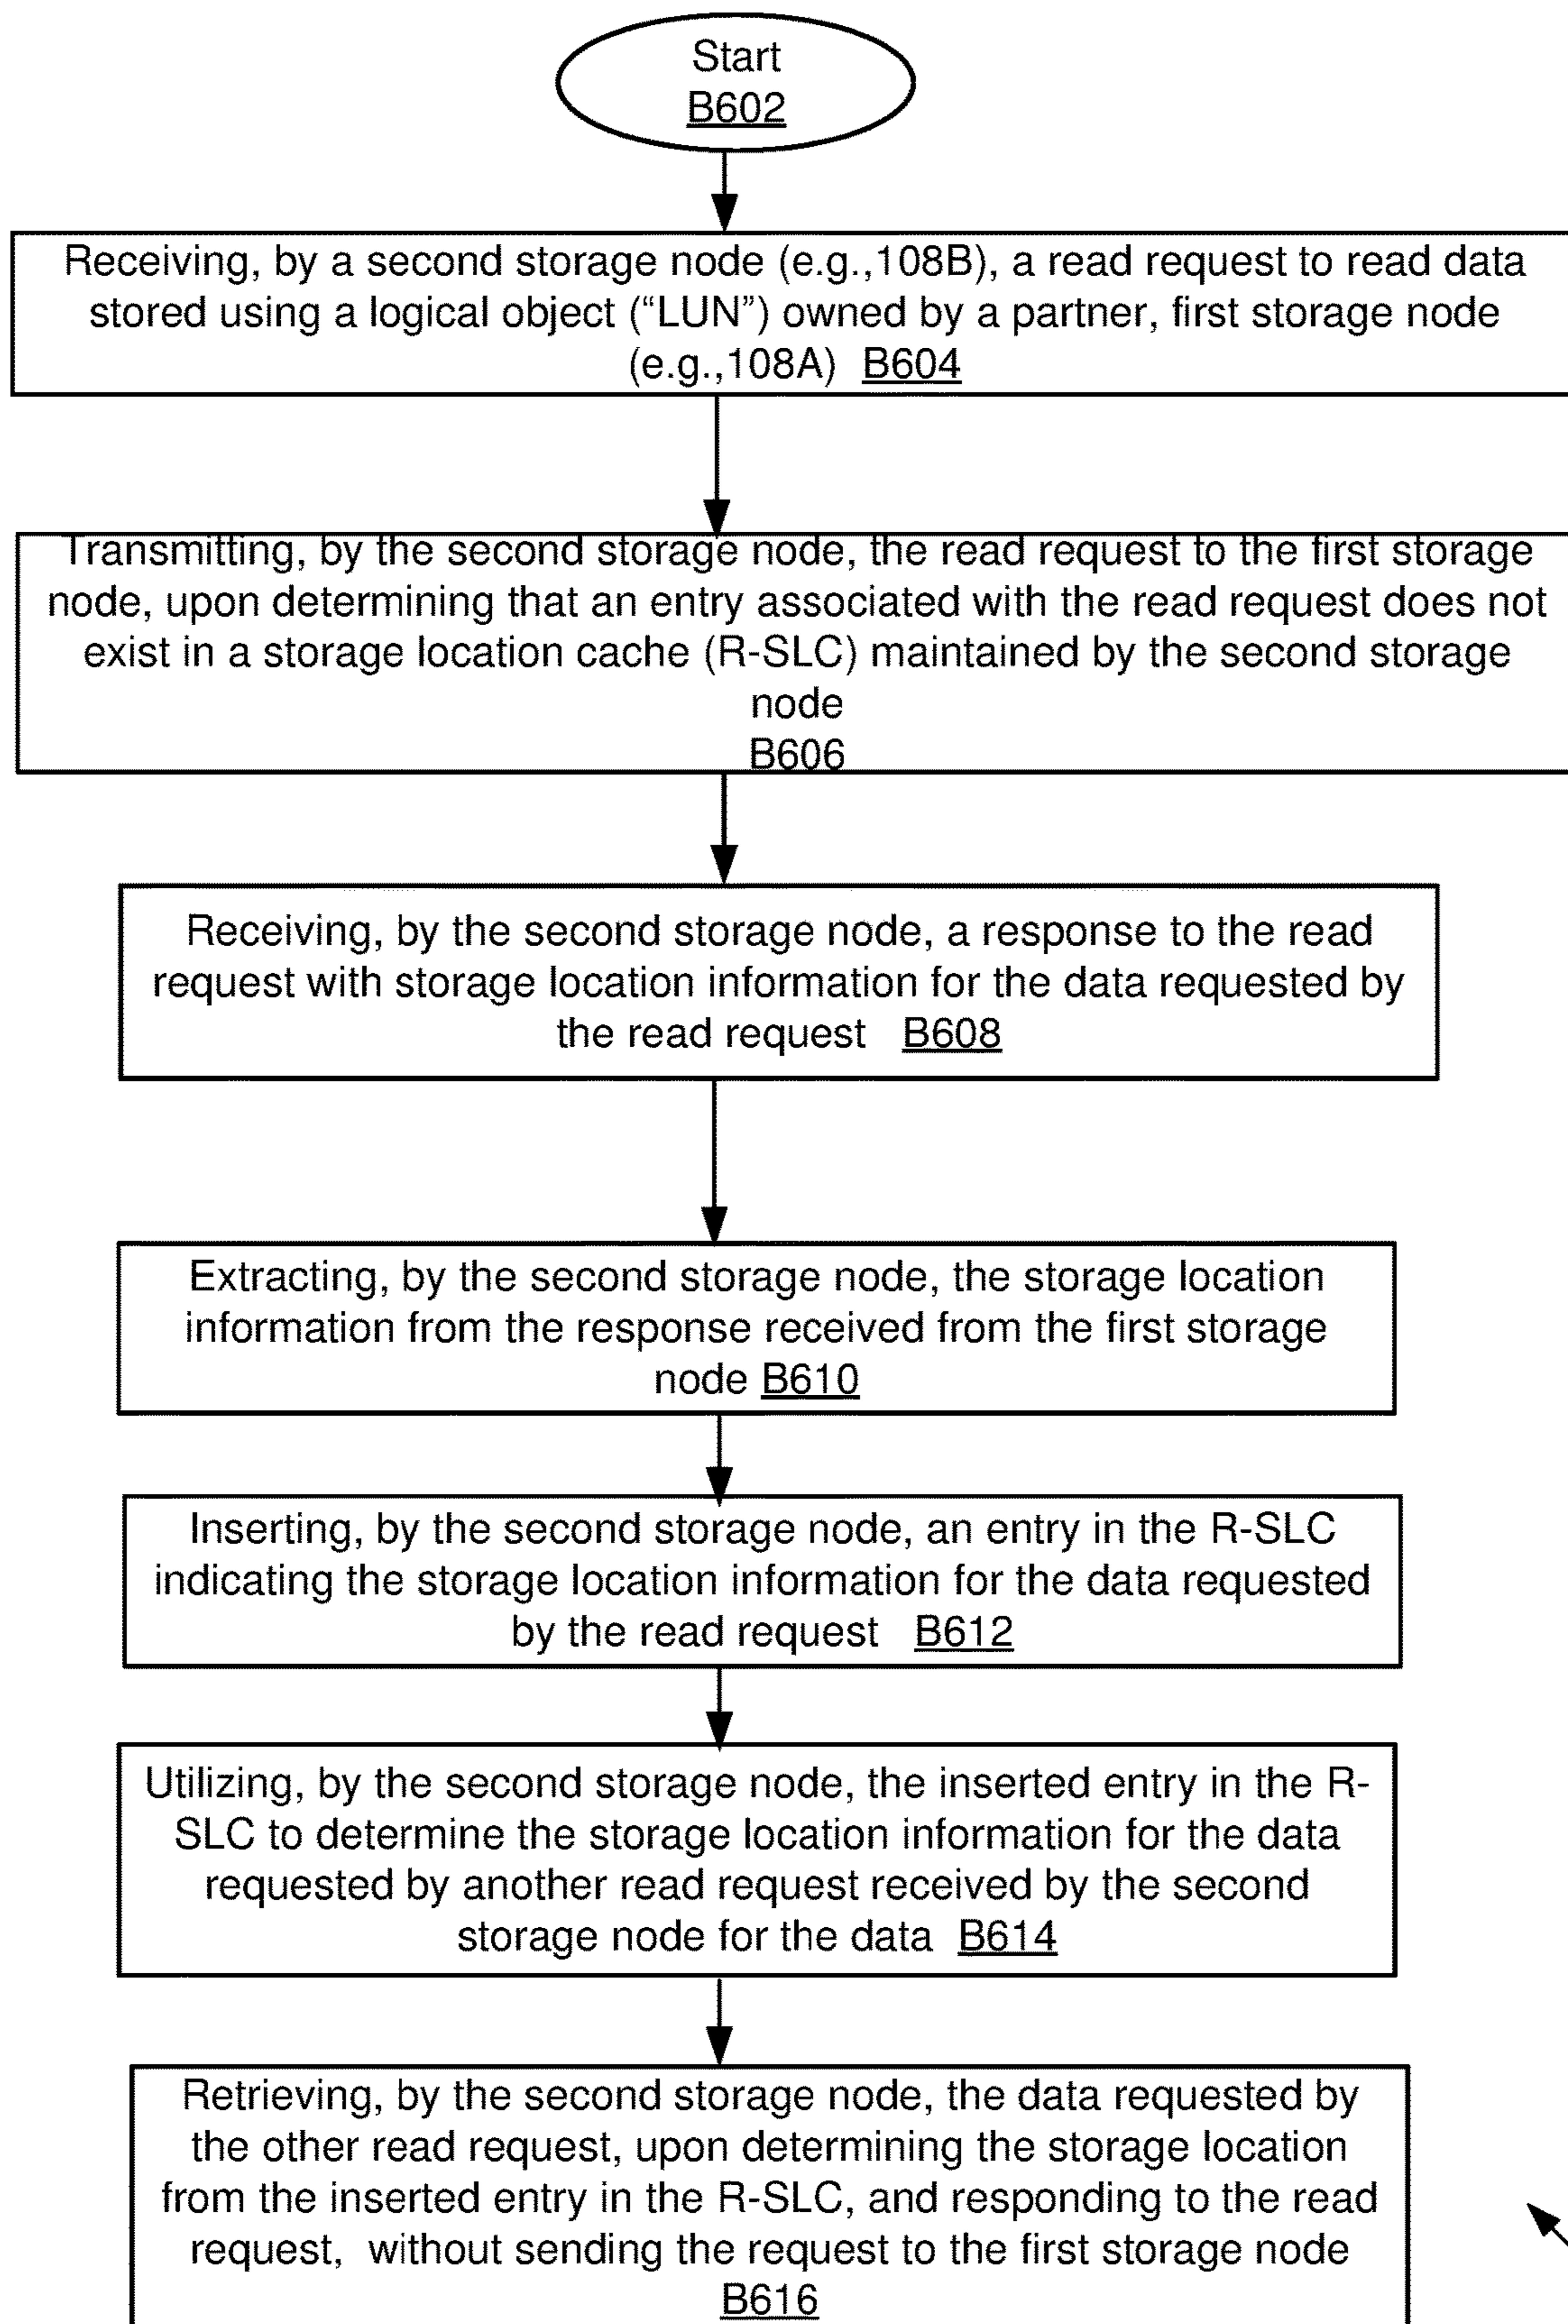 Start
B602
Receiving, by a second storage node (e.g.,108B), a read request to read data
stored using a logical object (“LUN”) owned by a partner, first storage node
(e.g.,108A) B604
Transmitting, by the second storage node, the read request to the first storage
node, upon determining that an entry associated with the read request does not
exist in a storage location cache (R-SLC) maintained by the second storage
node
B606
Receiving, by the second storage node, a response to the read
request with storage location information for the data requested by
the read request B608
Extracting, by the second storage node, the storage location
information from the response received from the first storage
node B610
Inserting, by the second storage node, an entry in the R-SLC
indicating the storage location information for the data requested
by the read request B612
Utilizing, by the second storage node, the inserted entry in the R-
SLC to determine the storage location information for the data
requested by another read request received by the second
storage node for the data B614
Retrieving, by the second storage node, the data requested by
the other read request, upon determining the storage location
from the inserted entry in the R-SLC, and responding to the read
request, without sending the request to the first storage node
B616